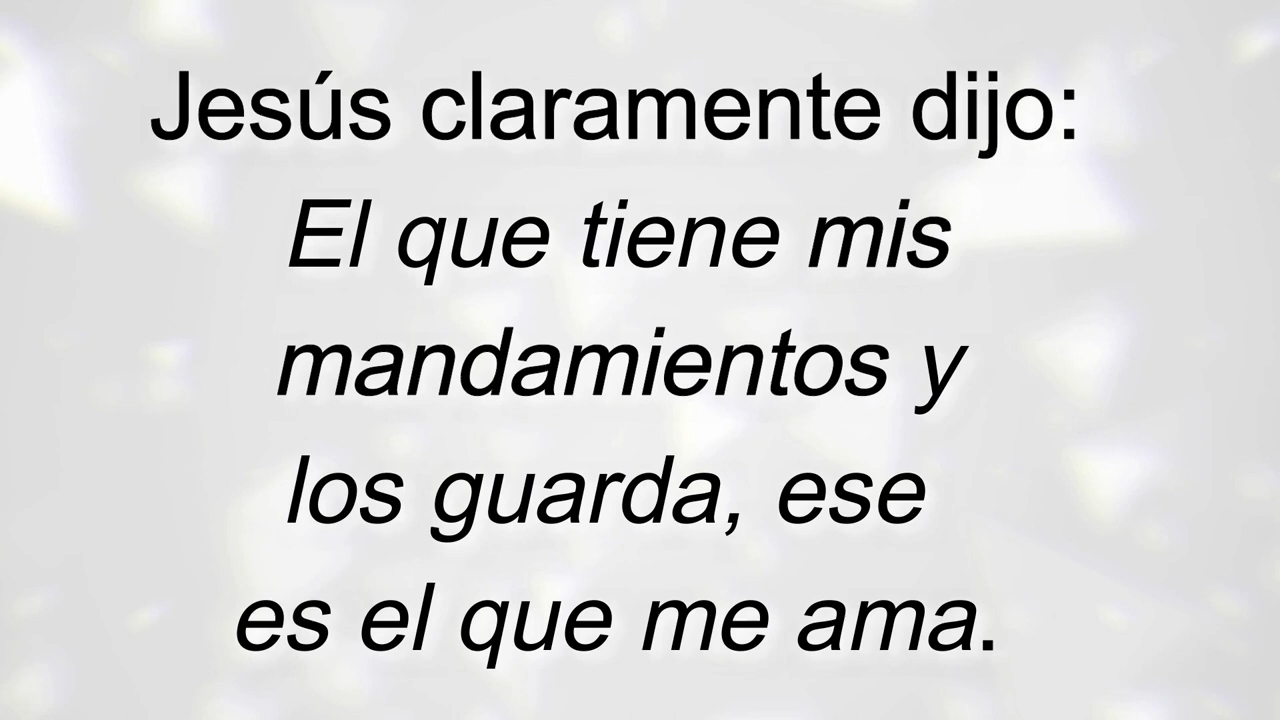 Jesús claramente dijo:
El que tiene mis
mandamientos y
los guarda, ese
es el que me ama.